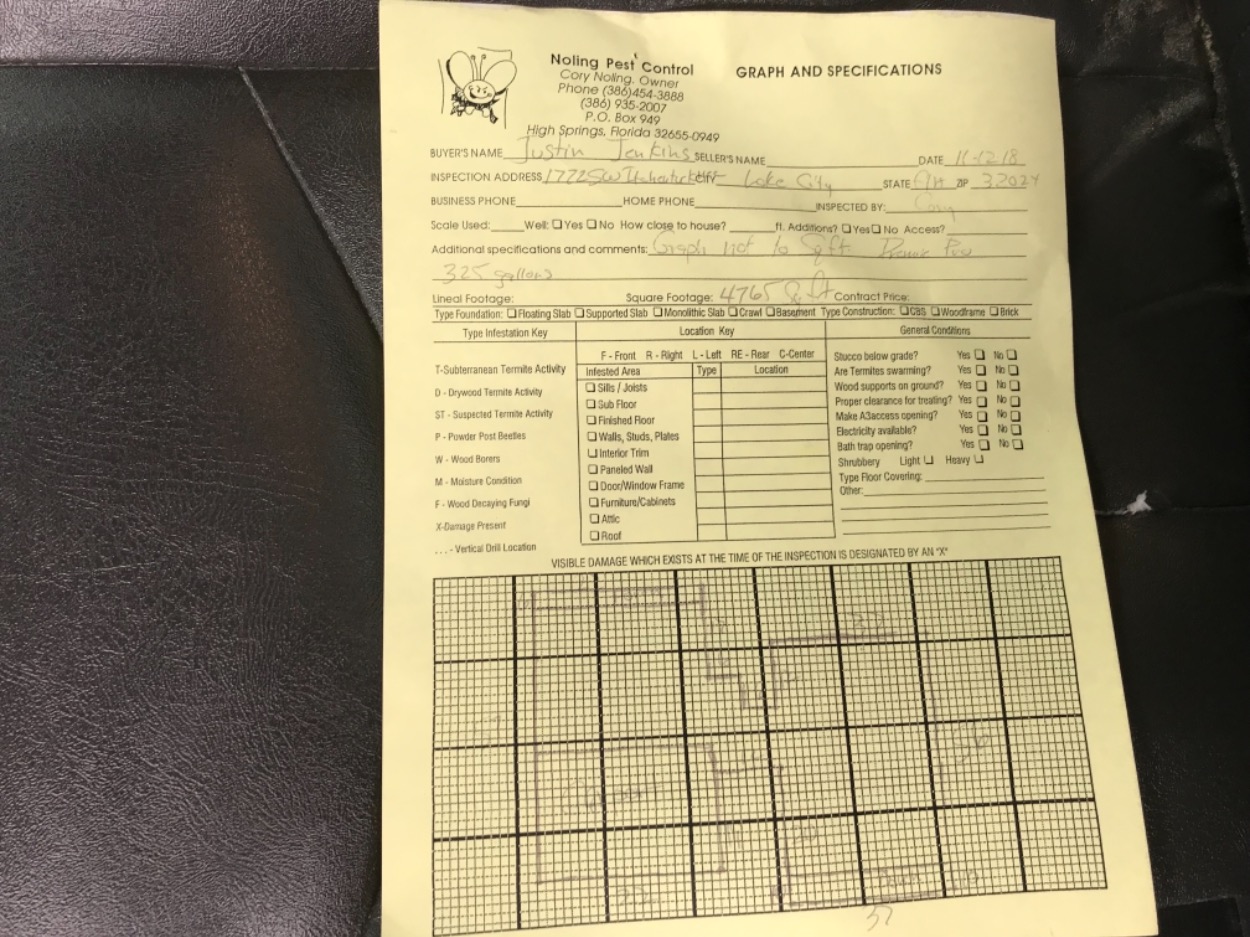 Noling Pest Control
Cory Noling, Owner
Phone (386)454-3888
(386) 935-2007
P.O. Box 949
High Springs, Florida 32655-0949
GRAPH AND SPECIFICATIONS
BUYER'S NAME Justin Jenkins SELLER'S NAME DATE 11-12-18
INSPECTION ADDRESS 1772 SW CITY Lake City STATE ZIP 32024
BUSINESS PHONE HOME PHONE INSPECTED BY: Cory
Scale Used: Well: ☐ Yes ☐ No How close to house? ft. Additions? ☐ Yes ☐ No Access?
Additional specifications and comments: Graph not to Sqft.
325 gallons
Lineal Footage: Square Footage: 4765 Sq ft Contract Price:
Type Foundation: ☐ Floating Slab ☐ Supported Slab ☐ Monolithic Slab ☐ Crawl ☐ Basement Type Construction: ☐ CBS ☐ Woodframe ☐ Brick
Type Infestation Key
T-Subterranean Termite Activity
D - Drywood Termite Activity
ST - Suspected Termite Activity
P - Powder Post Beetles
W - Wood Borers
M - Moisture Condition
F - Wood Decaying Fungi
X-Damage Present
.... - Vertical Drill Location
Location Key
F - Front R - Right L - Left RE - Rear C-Center
Infested Area Type Location
☐ Sills / Joists
☐ Sub Floor
☐ Finished Floor
☐ Walls, Studs, Plates
☐ Interior Trim
☐ Paneled Wall
☐ Door/Window Frame
☐ Furniture/Cabinets
☐ Attic
☐ Roof
General Conditions
Stucco below grade? Yes ☐ No ☐
Are Termites swarming? Yes ☐ No ☐
Wood supports on ground? Yes ☐ No ☐
Proper clearance for treating? Yes ☐ No ☐
Make A3access opening? Yes ☐ No ☐
Electricity available? Yes ☐ No ☐
Bath trap opening? Yes ☐ No ☐
Shrubbery Light ☐ Heavy ☐
Type Floor Covering:
Other:
VISIBLE DAMAGE WHICH EXISTS AT THE TIME OF THE INSPECTION IS DESIGNATED BY AN "X"
56
37